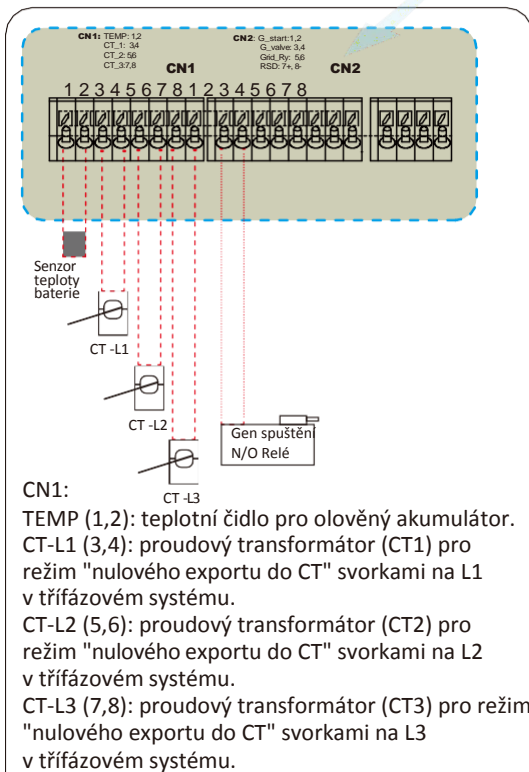 CN1: TEMP: 1,2
CT_1: 3,4
CT_2: 5,6
CT_3:7,8
CN2: G_start:1,2
G_valve: 3,4
Grid_Ry: 5,6
RSD: 7+, 8-
CN1
CN2
1 2 3 4 5 6 7 8 1 2 3 4 5 6 7 8
Senzor
teploty
baterie
CT -L1
CT -L2
CT -L3
Gen spuštění
N/O Relé
CN1:
TEMP (1,2): teplotní čidlo pro olověný akumulátor.
CT-L1 (3,4): proudový transformátor (CT1) pro
režim "nulového exportu do CT" svorkami na L1
v třífázovém systému.
CT-L2 (5,6): proudový transformátor (CT2) pro
režim "nulového exportu do CT" svorkami na L2
v třífázovém systému.
CT-L3 (7,8): proudový transformátor (CT3) pro režim
"nulového exportu do CT" svorkami na L3
v třífázovém systému.